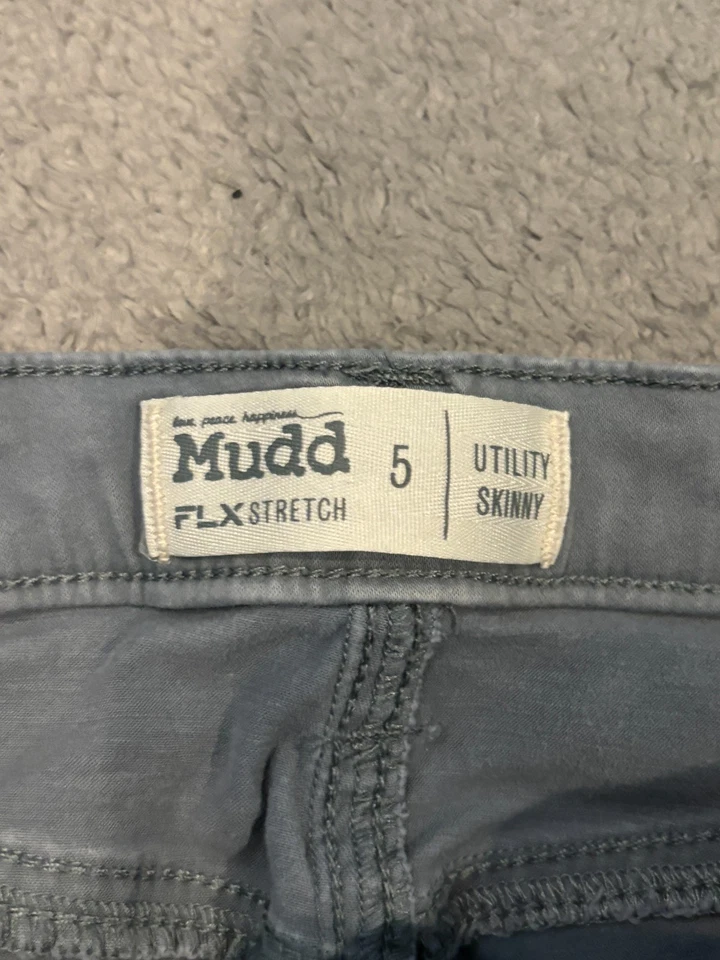 love. peace. happiness
Mudd
FLX STRETCH
5
UTILITY
SKINNY